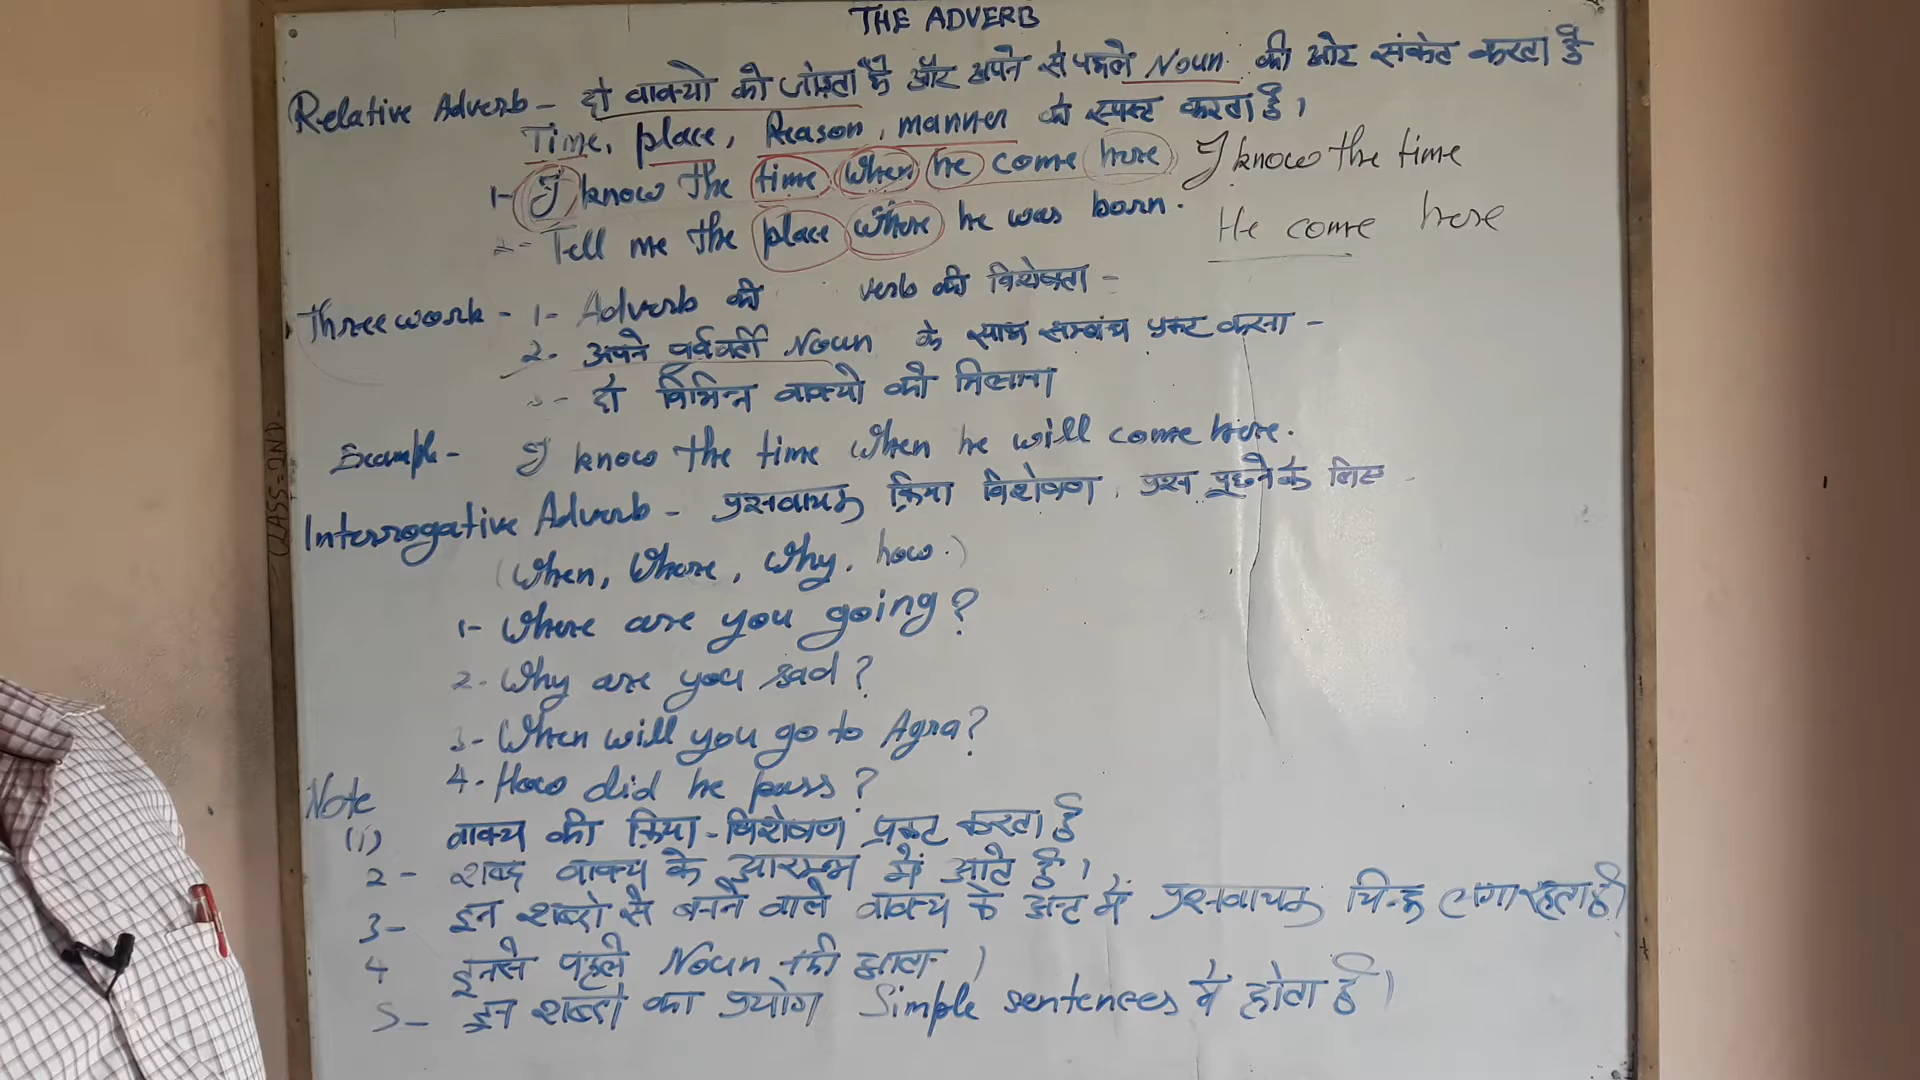 THE ADVERB
Relative Adverb - दो वाक्यो को जोड़ता है और अपने से पहले Noun की ओर संकेत करता है
Time, place, Reason, manner को स्पष्ट करता है।
1- I know the time when he come here I know the time
2- Tell me the place where he was born. He come here
Three work - 1- Adverb की verb की विशेषता -
2- अपने पूर्ववर्ती Noun के साथ सम्बंध प्रकट करना -
3- दो विभिन्न वाक्यो को मिलाना
Example- I know the time when he will come here.
Interrogative Adverb - प्रश्नवाचक क्रिया विशेषण, प्रश्न पूछने के लिए -
(When, Where, Why, how.)
1- Where are you going?
2- Why are you sad?
3- When will you go to Agra?
4- How did he pass?
Note
(1) वाक्य की क्रिया-विशेषण प्रकट करता है
2- शब्द वाक्य के आरम्भ में आते है।
3- इन शब्दो से बनने वाले वाक्य के अन्त में प्रश्नवाचक चिन्ह लगा रहता है।
4 इनसे पहले Noun नही आता।
5- इन शब्दो का प्रयोग Simple sentences में होता है।
CLASS=2ND